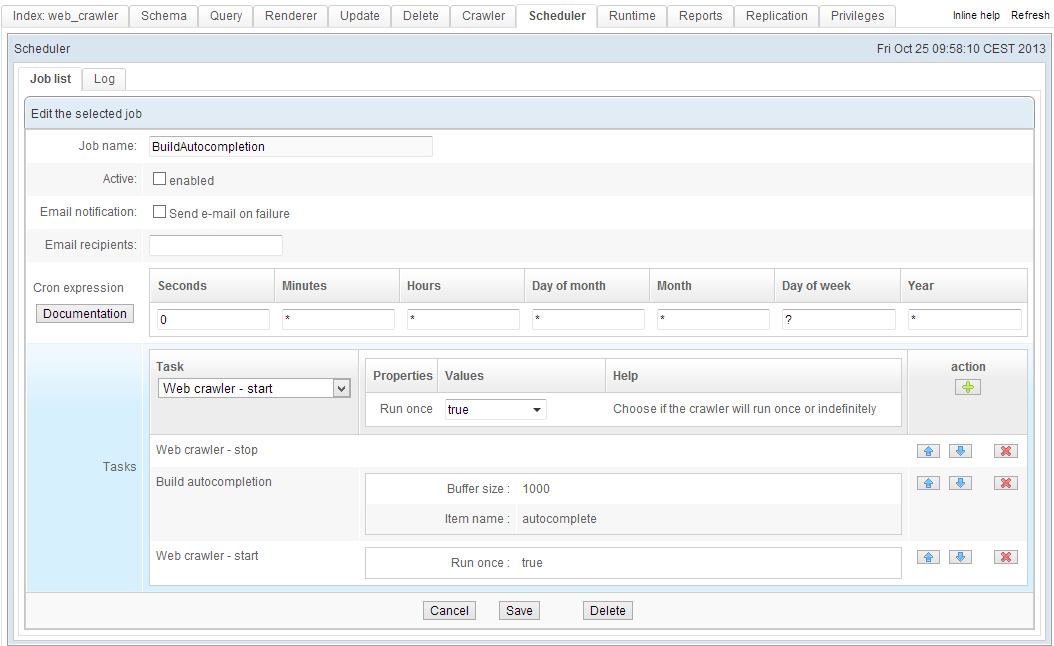 Index: web_crawler Schema Query Renderer Update Delete Crawler Scheduler Runtime Reports Replication Privileges Inline help Refresh
Scheduler Fri Oct 25 09:58:10 CEST 2013
Job list Log
Edit the selected job
Job name: BuildAutocompletion
Active: enabled
Email notification: Send e-mail on failure
Email recipients:
Cron expression
Documentation
Seconds Minutes Hours Day of month Month Day of week Year
0 * * * * ? *
Tasks
Task
Web crawler - start
Properties Values Help
Run once true Choose if the crawler will run once or indefinitely
action
Web crawler - stop
Build autocompletion
Buffer size : 1000
Item name : autocomplete
Web crawler - start
Run once : true
Cancel Save Delete